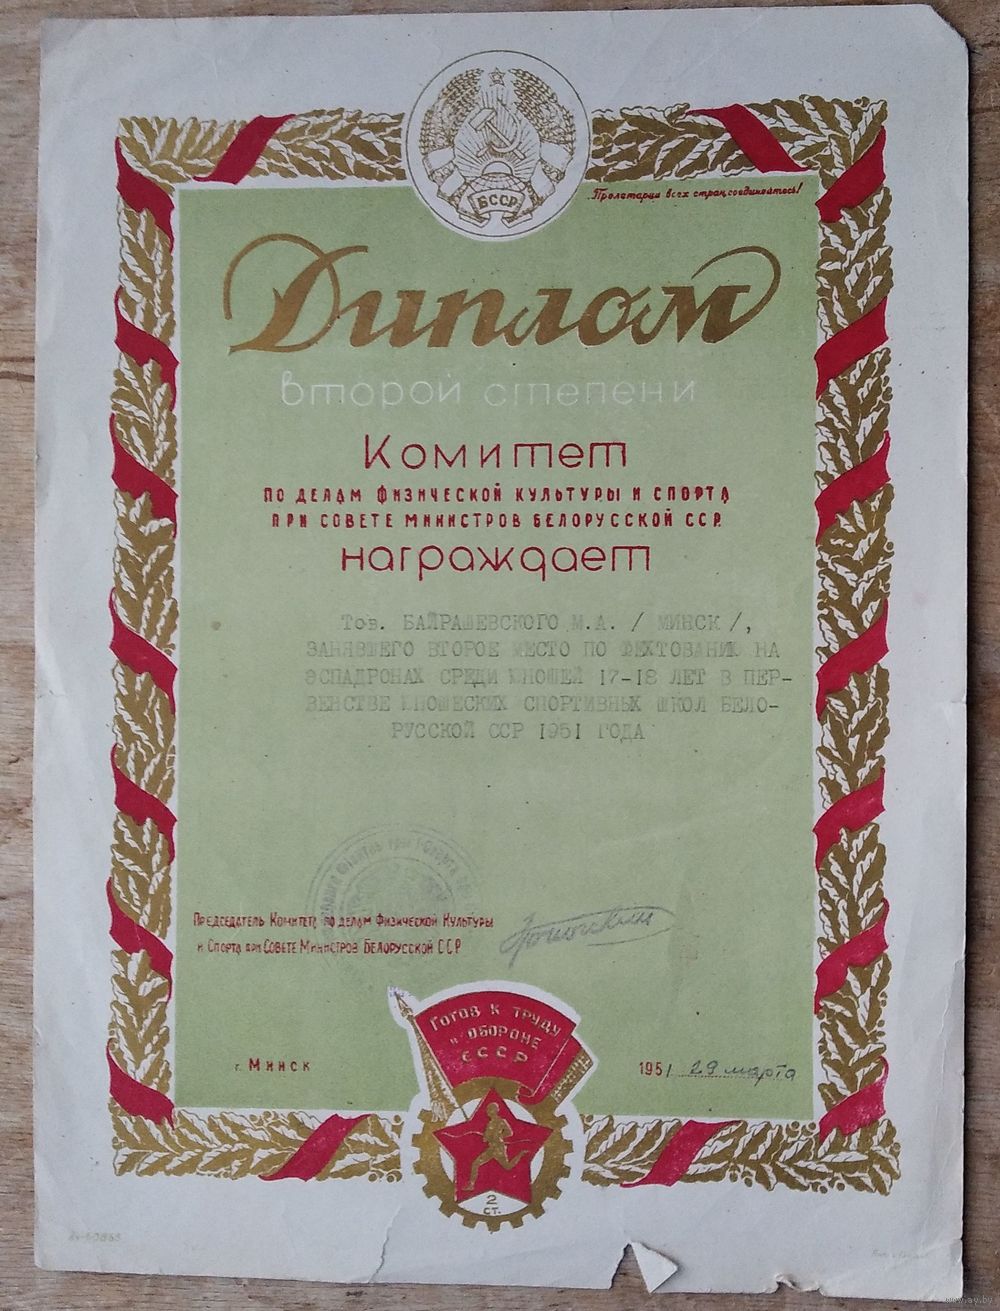 БССР
Пролетарии всех стран, соединяйтесь!
Диплом
второй степени
Комитет
ПО ДЕЛАМ ФИЗИЧЕСКОЙ КУЛЬТУРЫ И СПОРТА
ПРИ СОВЕТЕ МИНИСТРОВ БЕЛОРУССКОЙ ССР
награждает
Тов. БАЙРАШЕВСКОГО М.А. / МИНСК /,
ЗАНЯВШЕГО ВТОРОЕ МЕСТО ПО ФЕХТОВАНИЮ НА
ЭСПАДРОНАХ СРЕДИ ЮНОШЕЙ 17-18 ЛЕТ В ПЕР-
ВЕНСТВЕ ЮНОШЕСКИХ СПОРТИВНЫХ ШКОЛ БЕЛО-
РУССКОЙ ССР 1951 ГОДА
Председатель Комитета по делам Физической Культуры
и Спорта при Совете Министров Белорусской ССР
Готов к труду
и обороне
СССР
г. Минск
1951 29 марта
2
ст.
www.ay.by